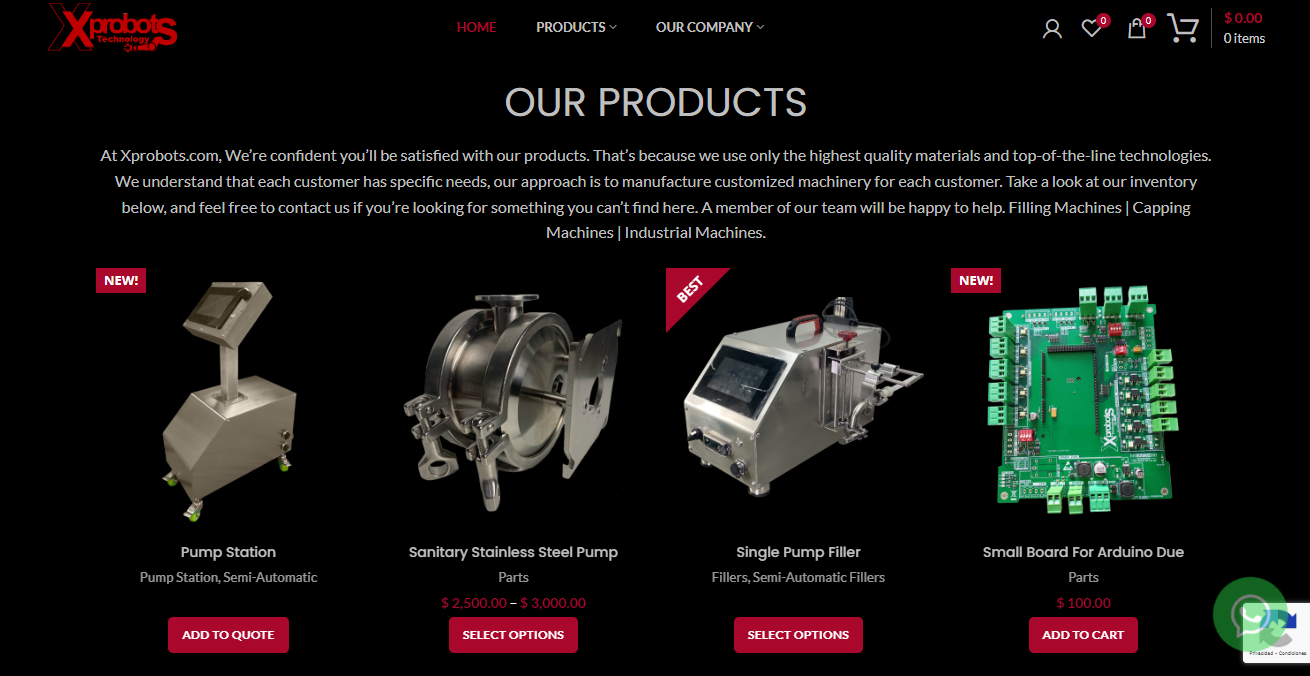 Xprobots
Technology
HOME
PRODUCTS
OUR COMPANY
0
0
$ 0.00
0 items
OUR PRODUCTS
At Xprobots.com, We’re confident you’ll be satisfied with our products. That’s because we use only the highest quality materials and top-of-the-line technologies.
We understand that each customer has specific needs, our approach is to manufacture customized machinery for each customer. Take a look at our inventory
below, and feel free to contact us if you’re looking for something you can’t find here. A member of our team will be happy to help. Filling Machines | Capping
Machines | Industrial Machines.
NEW!
BEST
NEW!
Xprobots
Pump Station
Pump Station, Semi-Automatic
ADD TO QUOTE
Sanitary Stainless Steel Pump
Parts
$ 2,500.00 – $ 3,000.00
SELECT OPTIONS
Single Pump Filler
Fillers, Semi-Automatic Fillers
SELECT OPTIONS
Small Board For Arduino Due
Parts
$ 100.00
ADD TO CART
Privacidad - Condiciones